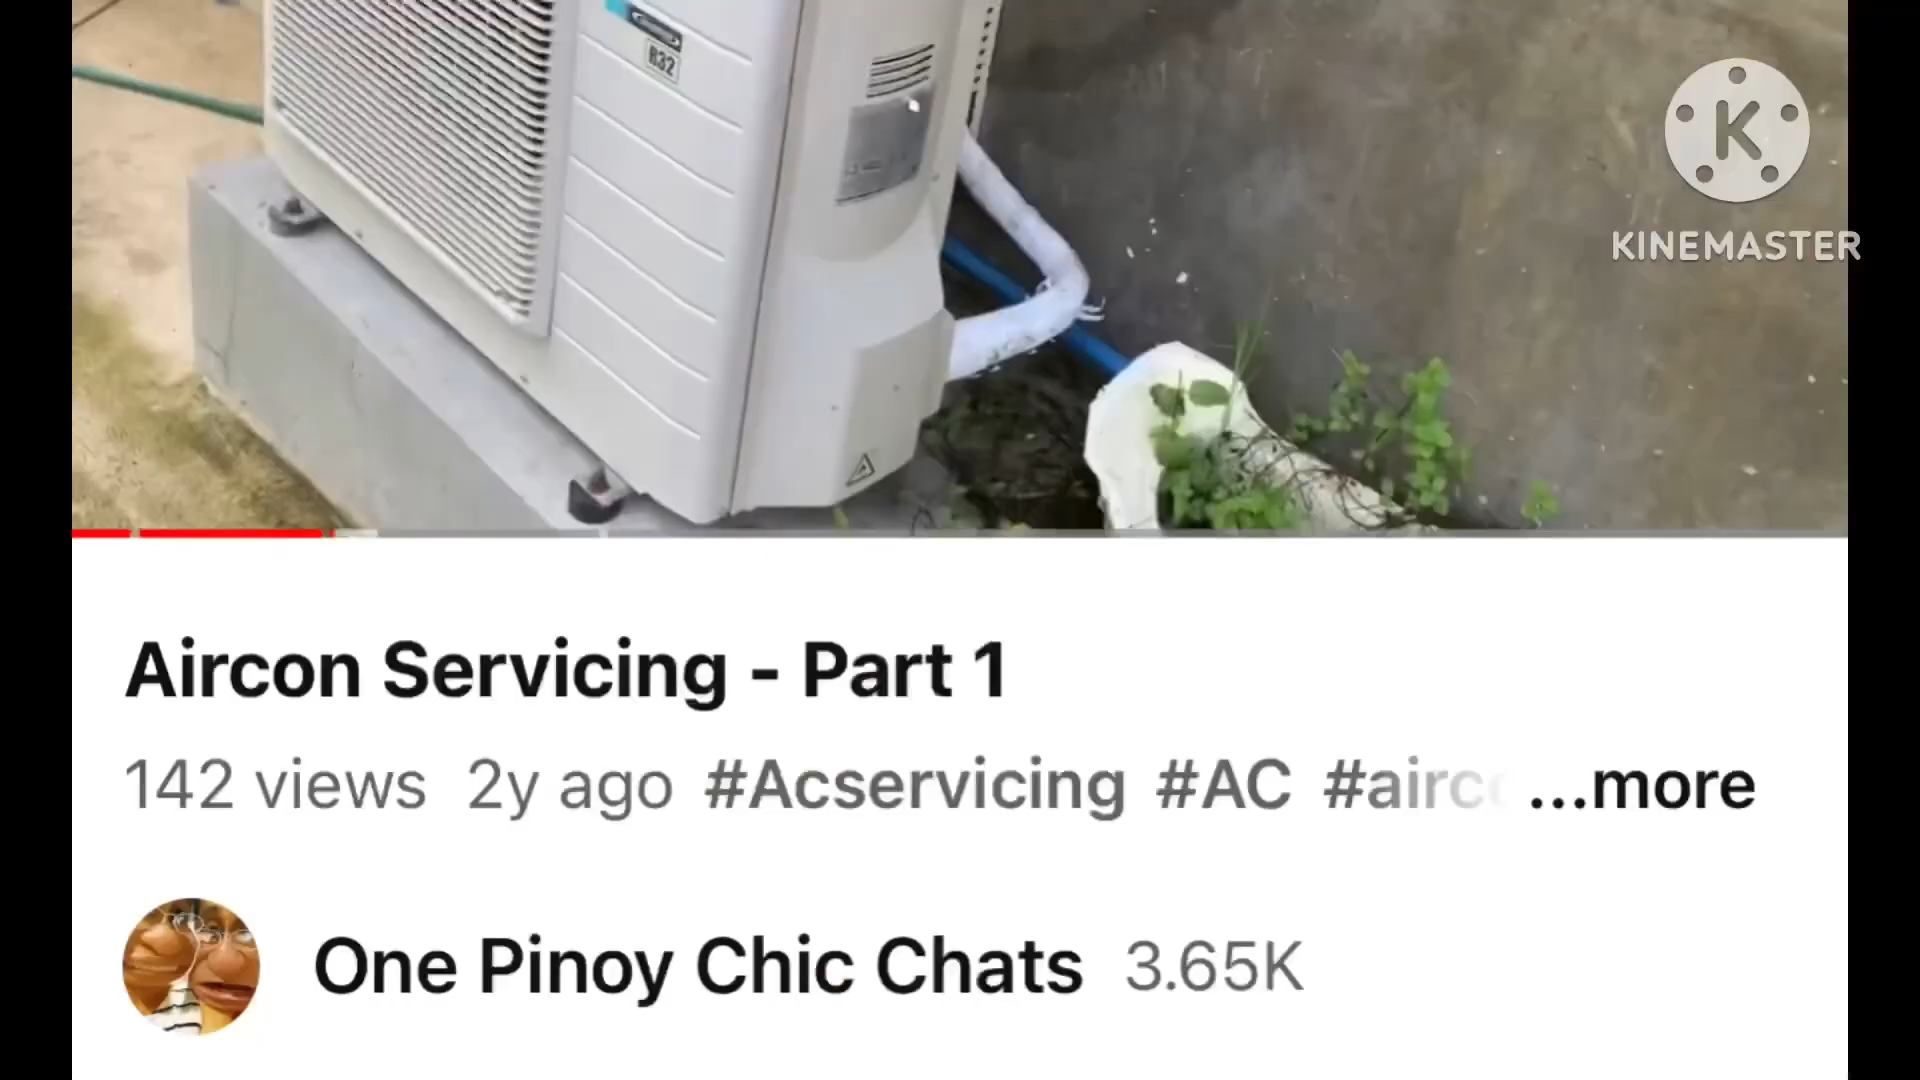 R32
K
KINEMASTER
Aircon Servicing - Part 1
142 views 2y ago #Acservicing #AC #airco ...more
One Pinoy Chic Chats 3.65K